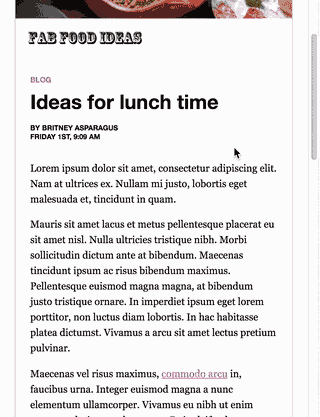 FAB FOOD IDEAS
BLOG
Ideas for lunch time
BY BRITNEY ASPARAGUS
FRIDAY 1ST, 9:09 AM
Lorem ipsum dolor sit amet, consectetur adipiscing elit.
Nam at ultrices ex. Nullam mi justo, lobortis eget
malesuada et, tincidunt in quam.
Mauris sit amet lacus et metus pellentesque placerat eu
sit amet nisl. Nulla ultricies tristique nibh. Morbi
sollicitudin dictum ante at bibendum. Maecenas
tincidunt ipsum ac risus bibendum maximus.
Pellentesque euismod magna magna, at bibendum
justo tristique ornare. In imperdiet ipsum eget lorem
porttitor, non luctus diam lobortis. In hac habitasse
platea dictumst. Vivamus a arcu sit amet lectus pretium
pulvinar.
Maecenas vel risus maximus, commodo arcu in,
faucibus urna. Integer euismod magna a nunc
elementum ullamcorper. Vivamus eu nibh ut enim